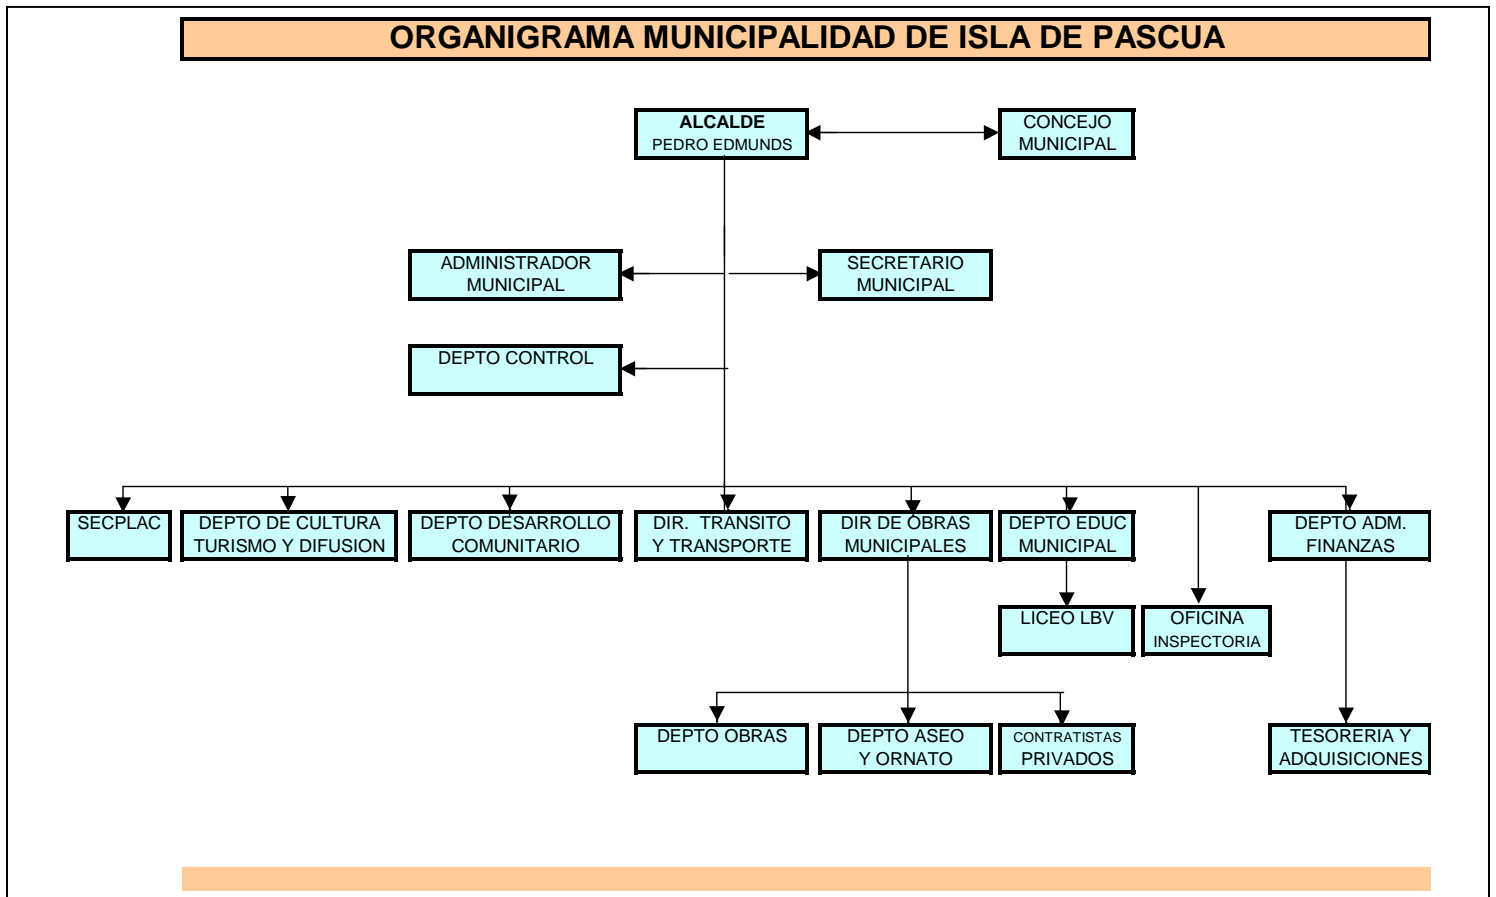 ORGANIGRAMA MUNICIPALIDAD DE ISLA DE PASCUA
ALCALDE
PEDRO EDMUNDS
CONCEJO
MUNICIPAL
ADMINISTRADOR
MUNICIPAL
SECRETARIO
MUNICIPAL
DEPTO CONTROL
SECPLAC
DEPTO DE CULTURA
TURISMO Y DIFUSION
DEPTO DESARROLLO
COMUNITARIO
DIR. TRANSITO
Y TRANSPORTE
DIR DE OBRAS
MUNICIPALES
DEPTO EDUC
MUNICIPAL
DEPTO ADM.
FINANZAS
LICEO LBV
OFICINA
INSPECTORIA
DEPTO OBRAS
DEPTO ASEO
Y ORNATO
CONTRATISTAS
PRIVADOS
TESORERIA Y
ADQUISICIONES